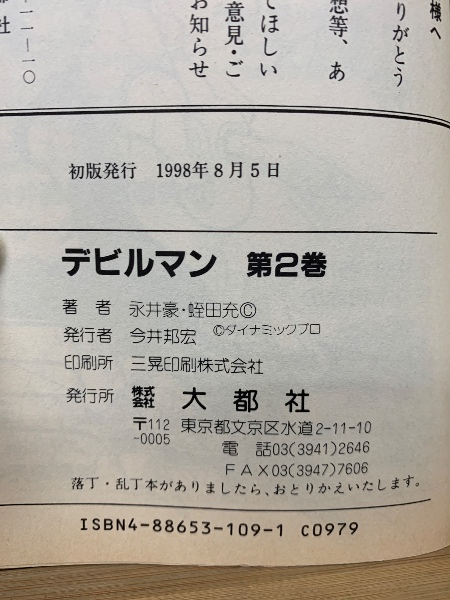 様へ
りがとう
想等、あ
てほしい
意見・ご
お知らせ
社
一一－一〇
初版発行 1998年8月5日
デビルマン 第2巻
著者 永井豪・蛭田充©
©ダイナミックプロ
発行者 今井邦宏
印刷所 三晃印刷株式会社
発行所 株式会社 大都社
〒112-0005 東京都文京区水道2-11-10
電話03(3941)2646
FAX03(3947)7606
落丁・乱丁本がありましたら、おとりかえいたします。
ISBN4-88653-109-1 C0979